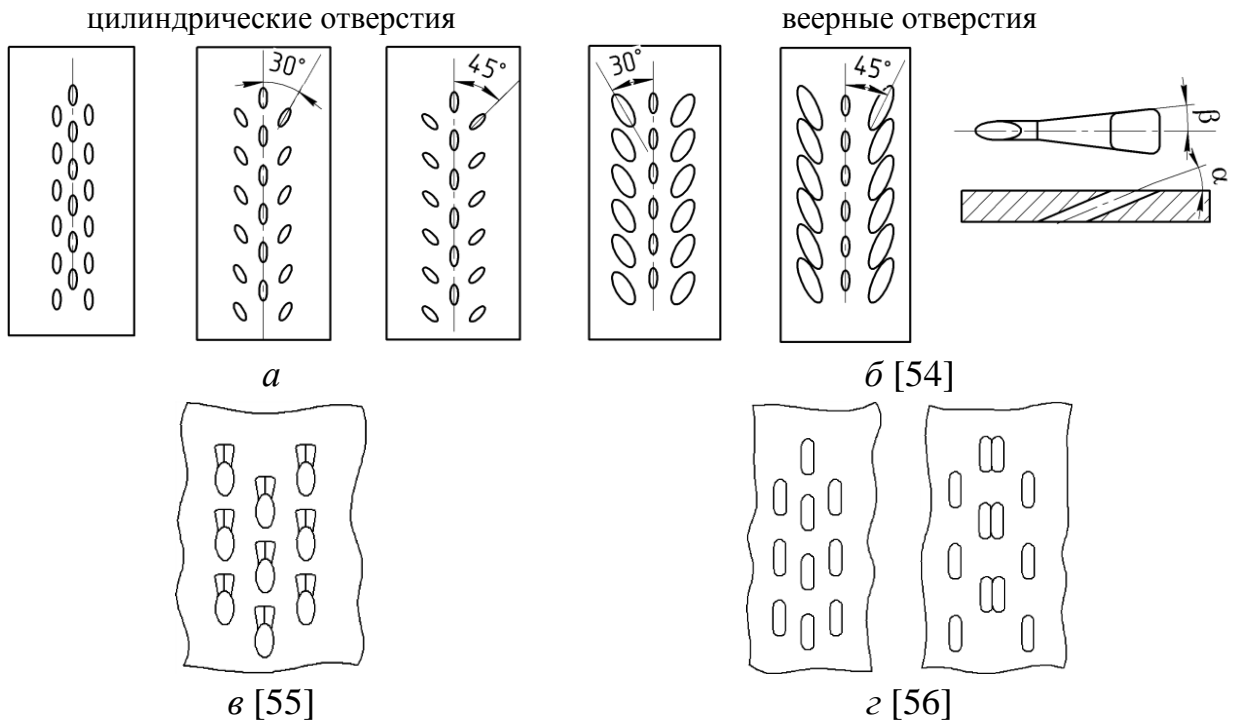 цилиндрические отверстия
веерные отверстия
30°
45°
30°
45°
β
α
а
б [54]
в [55]
г [56]